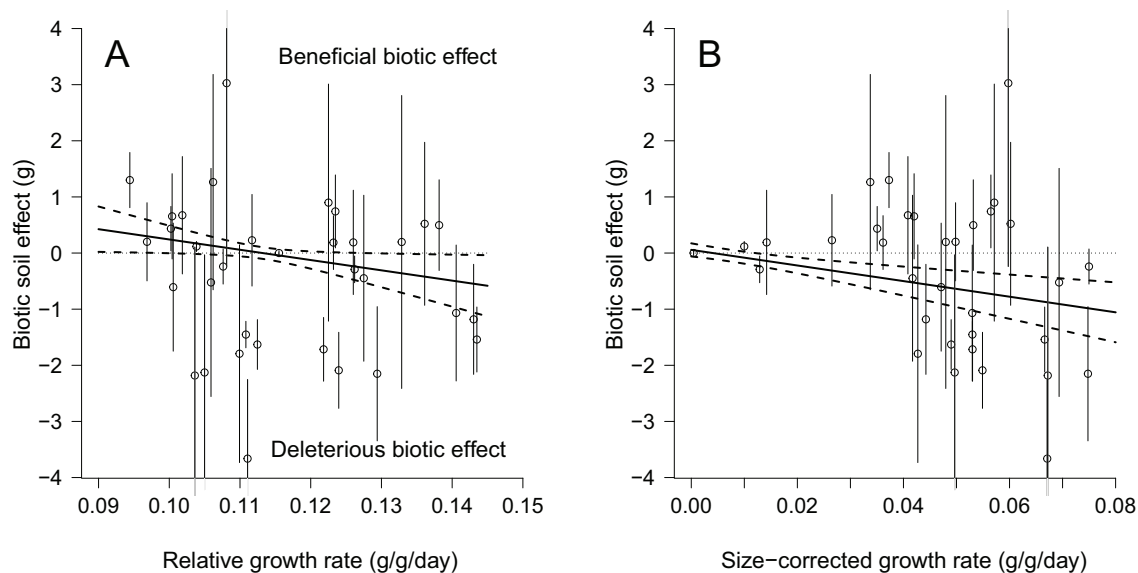 A
Beneficial biotic effect
Deleterious biotic effect
Biotic soil effect (g)
4
3
2
1
0
−1
−2
−3
−4
0.09 0.10 0.11 0.12 0.13 0.14 0.15
Relative growth rate (g/g/day)
B
Biotic soil effect (g)
4
3
2
1
0
−1
−2
−3
−4
0.00 0.02 0.04 0.06 0.08
Size−corrected growth rate (g/g/day)